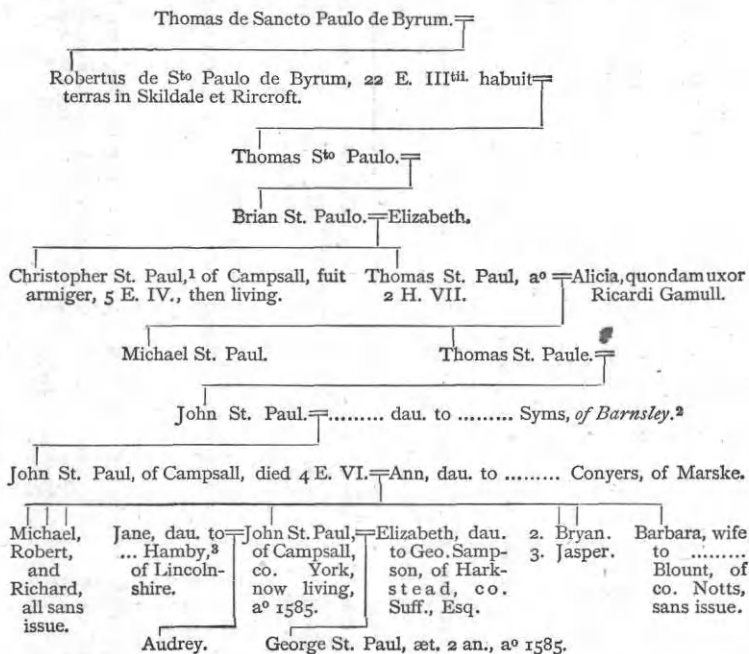 Thomas de Sancto Paulo de Byrum.
Robertus de Sto Paulo de Byrum, 22 E. IIItii. habuit
terras in Skildale et Rircroft.
Thomas Sto Paulo.
Brian St. Paulo.=Elizabeth.
Christopher St. Paul,1 of Campsall, fuit
armiger, 5 E. IV., then living.
Thomas St. Paul, ao
2 H. VII.
=Alicia, quondam uxor
Ricardi Gamull.
Michael St. Paul.
Thomas St. Paule.
John St. Paul.=......... dau. to ......... Syms, of Barnsley.2
John St. Paul, of Campsall, died 4 E. VI.=Ann, dau. to ......... Conyers, of Marske.
Michael,
Robert,
and
Richard,
all sans
issue.
Jane, dau. to
... Hamby,3
of Lincoln-
shire.
John St. Paul,
of Campsall,
co. York,
now living,
ao 1585.
Elizabeth, dau.
to Geo. Samp-
son, of Hark-
stead, co.
Suff., Esq.
2. Bryan.
3. Jasper.
Barbara, wife
to .........
Blount, of
co. Notts,
sans issue.
Audrey.
George St. Paul, æt. 2 an., ao 1585.